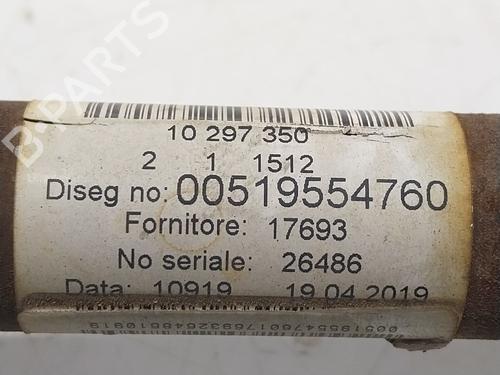 B-PARTS
10 297 350
2 1 1512
Diseg no: 00519554760
Fornitore: 17693
No seriale: 26486
Data: 10919 19.04.2019